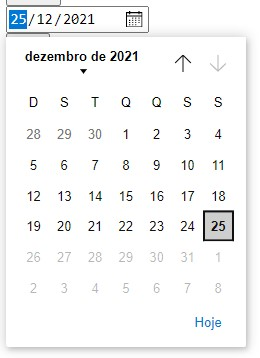 25/12/2021
dezembro de 2021
D S T Q Q S S
28 29 30 1 2 3 4
5 6 7 8 9 10 11
12 13 14 15 16 17 18
19 20 21 22 23 24 25
26 27 28 29 30 31 1
2 3 4 5 6 7 8
Hoje